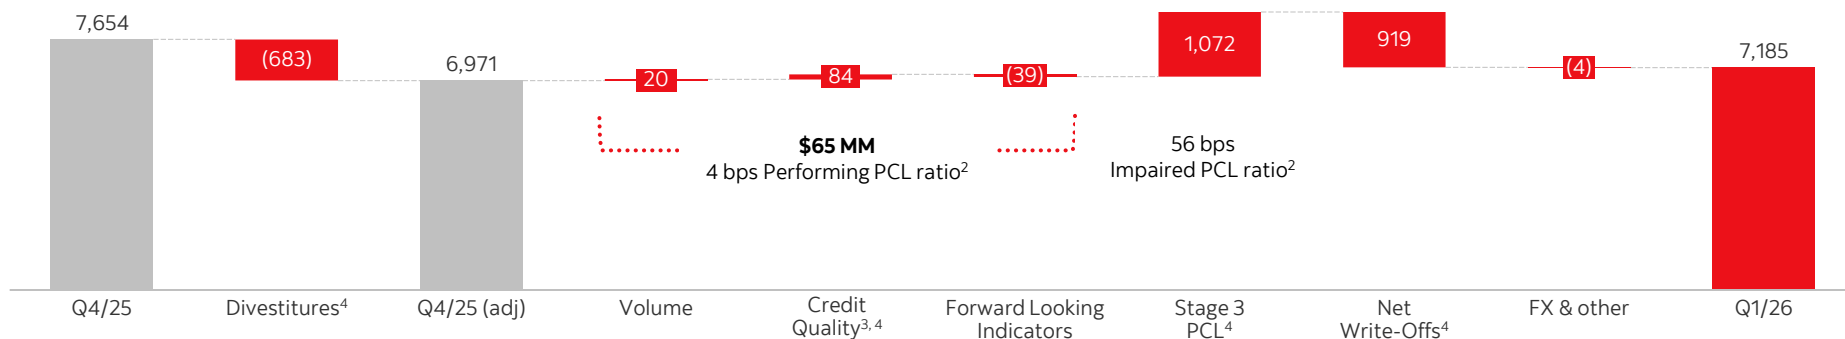 7,654
(683)
6,971
20
84
(39)
1,072
919
(4)
7,185
$65 MM
4 bps Performing PCL ratio2
56 bps
Impaired PCL ratio2
Q4/25
Divestitures4
Q4/25 (adj)
Volume
Credit
Quality3, 4
Forward Looking
Indicators
Stage 3
PCL4
Net
Write-Offs4
FX & other
Q1/26